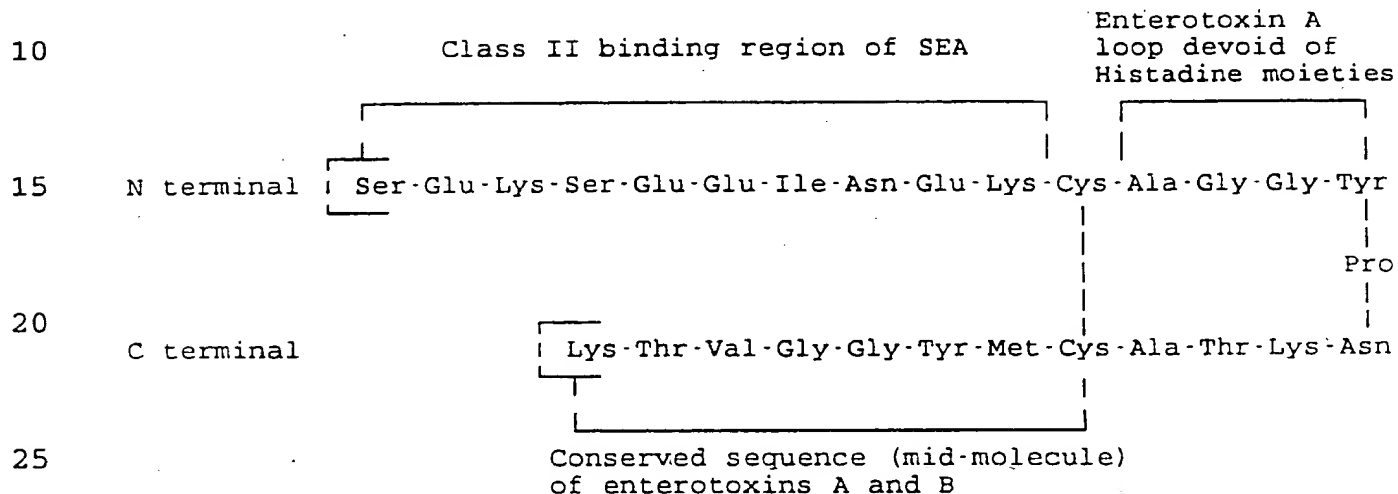 Enterotoxin A
10 Class II binding region of SEA loop devoid of
Histadine moieties
15 N terminal Ser-Glu-Lys-Ser-Glu-Glu-Ile-Asn-Glu-Lys-Cys-Ala-Gly-Gly-Tyr
Pro
20
C terminal Lys-Thr-Val-Gly-Gly-Tyr-Met-Cys-Ala-Thr-Lys-Asn
25 Conserved sequence (mid-molecule)
of enterotoxins A and B